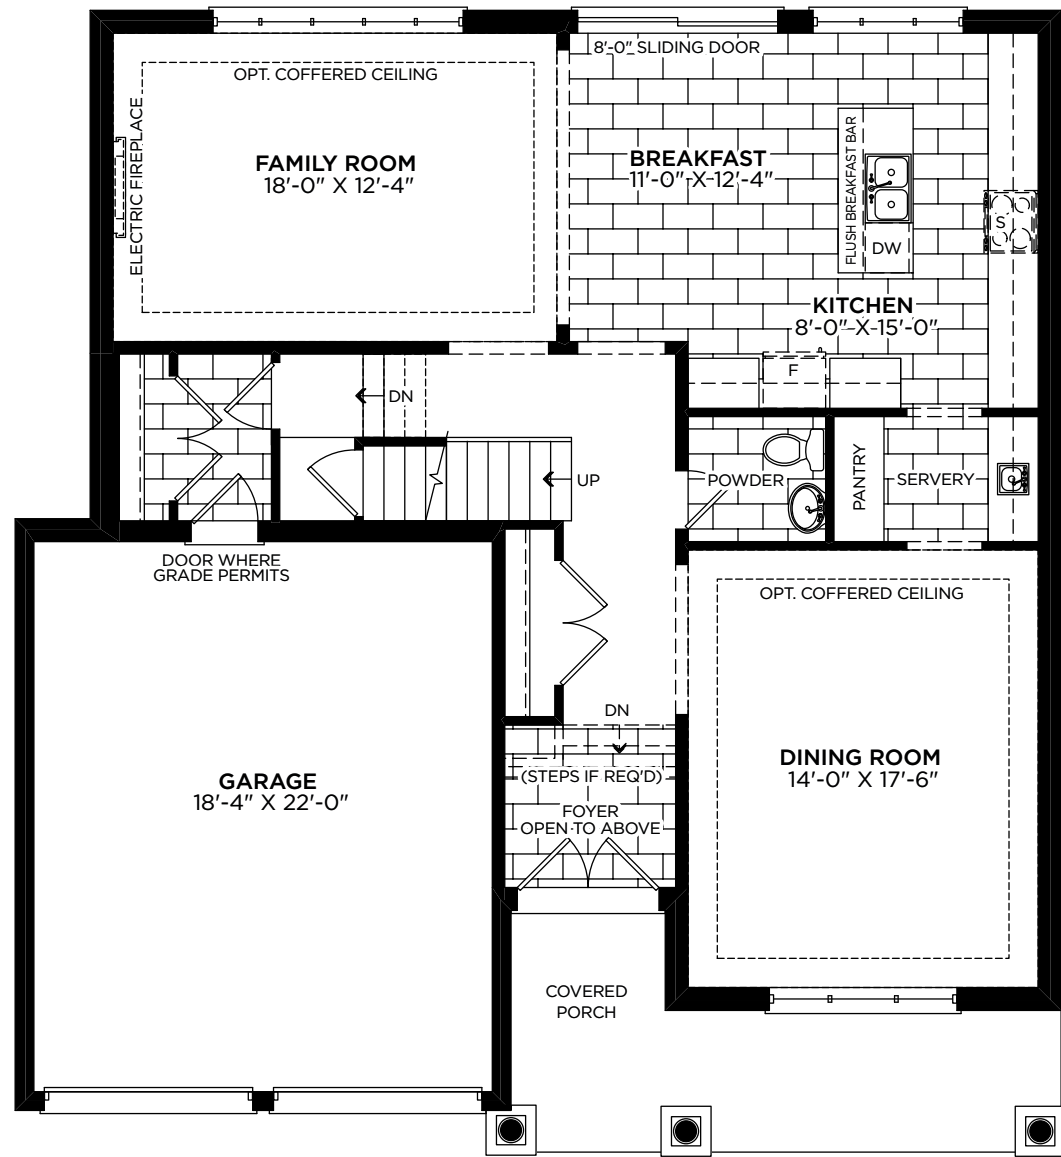 8'-0" SLIDING DOOR
OPT. COFFERED CEILING
ELECTRIC FIREPLACE
FAMILY ROOM
18'-0" X 12'-4"
BREAKFAST
11'-0" X 12'-4"
FLUSH BREAKFAST BAR
DW
S
KITCHEN
8'-0" X 15'-0"
F
DN
UP
POWDER
PANTRY
SERVERY
DOOR WHERE
GRADE PERMITS
OPT. COFFERED CEILING
DN
(STEPS IF REQ'D)
FOYER
OPEN TO ABOVE
GARAGE
18'-4" X 22'-0"
DINING ROOM
14'-0" X 17'-6"
COVERED
PORCH